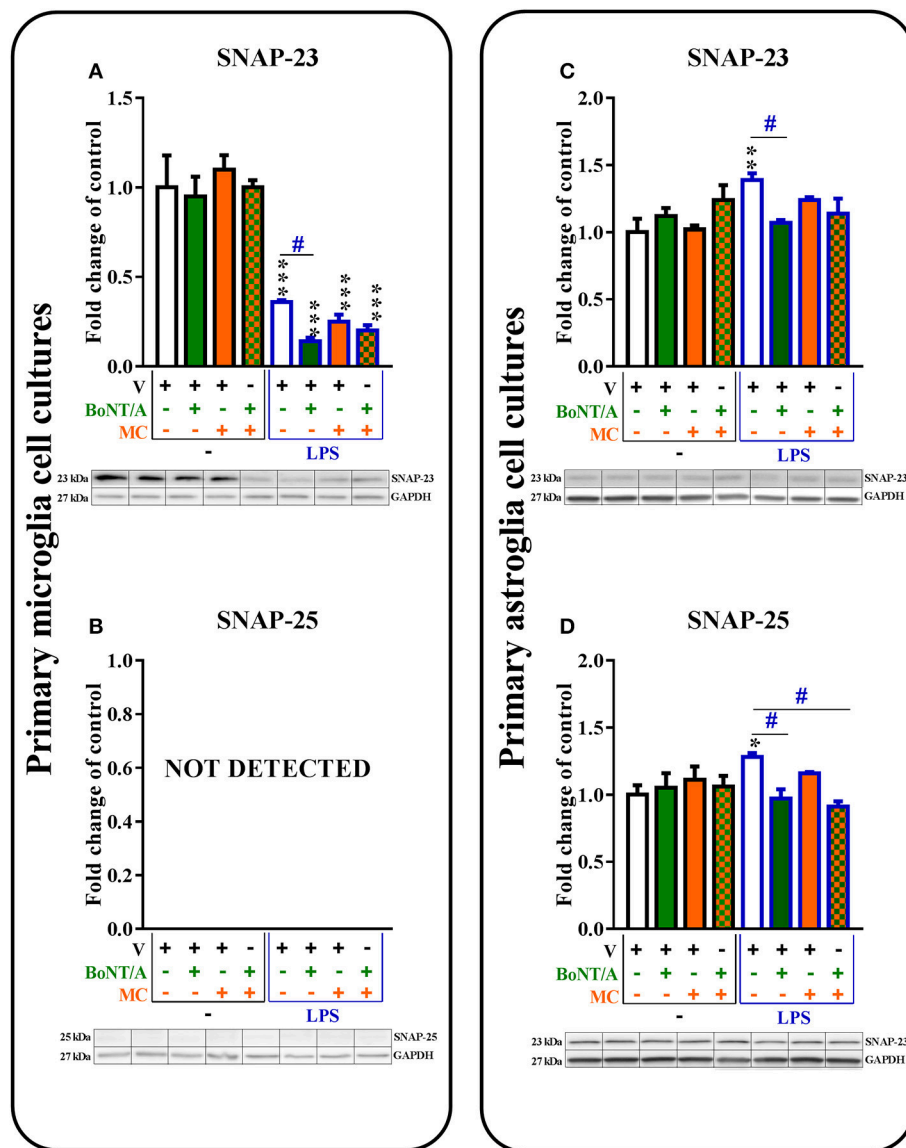 Primary microglia cell cultures
A
SNAP-23
Fold change of control
1.5
1.0
0.5
0.0
#
*** *** *** ***
V + + + - + + + -
BoNT/A - + - + - + - +
MC - - + + - - + +
- LPS
23 kDa SNAP-23
27 kDa GAPDH
B
SNAP-25
Fold change of control
1.0
0.8
0.6
0.4
0.2
0.0
NOT DETECTED
V + + + - + + + -
BoNT/A - + - + - + - +
MC - - + + - - + +
- LPS
25 kDa SNAP-25
27 kDa GAPDH
Primary astroglia cell cultures
C
SNAP-23
Fold change of control
2.0
1.5
1.0
0.5
0.0
#
**
V + + + - + + + -
BoNT/A - + - + - + - +
MC - - + + - - + +
- LPS
23 kDa SNAP-23
27 kDa GAPDH
D
SNAP-25
Fold change of control
2.0
1.5
1.0
0.5
0.0
#
#
*
V + + + - + + + -
BoNT/A - + - + - + - +
MC - - + + - - + +
- LPS
23 kDa SNAP-23
27 kDa GAPDH